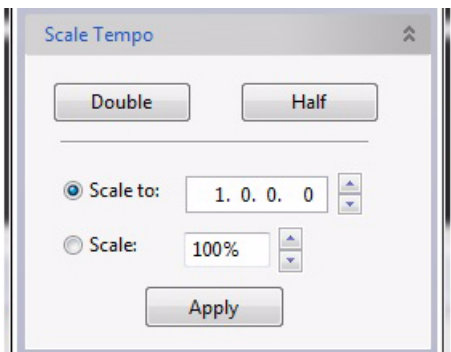 Scale Tempo
Double Half
Scale to: 1. 0. 0. 0
Scale: 100%
Apply